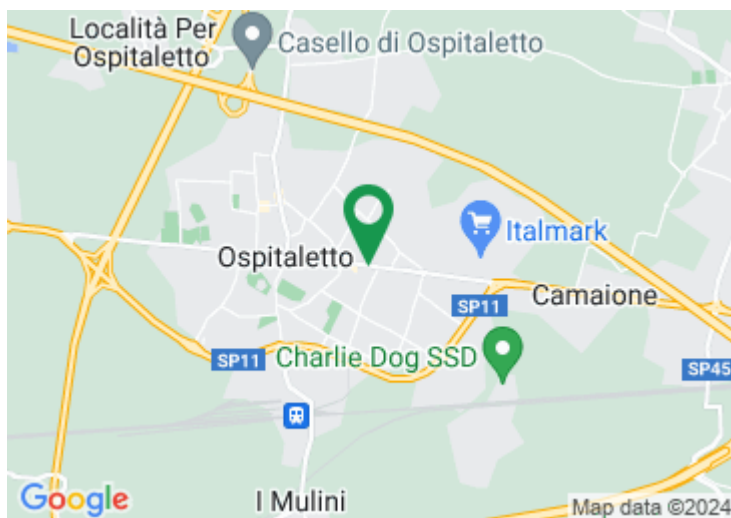 Località Per
Ospitaletto
Casello di Ospitaletto
Italmark
Ospitaletto
Camaione
SP11
SP11
Charlie Dog SSD
SP45
I Mulini
Google
Map data ©2024